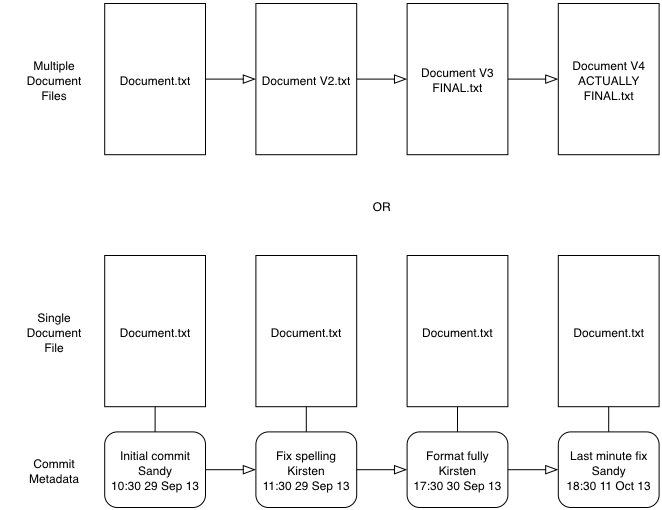 Multiple
Document
Files
Document.txt
Document V2.txt
Document V3
FINAL.txt
Document V4
ACTUALLY
FINAL.txt
OR
Single
Document
File
Document.txt
Document.txt
Document.txt
Document.txt
Commit
Metadata
Initial commit
Sandy
10:30 29 Sep 13
Fix spelling
Kirsten
11:30 29 Sep 13
Format fully
Kirsten
17:30 30 Sep 13
Last minute fix
Sandy
18:30 11 Oct 13